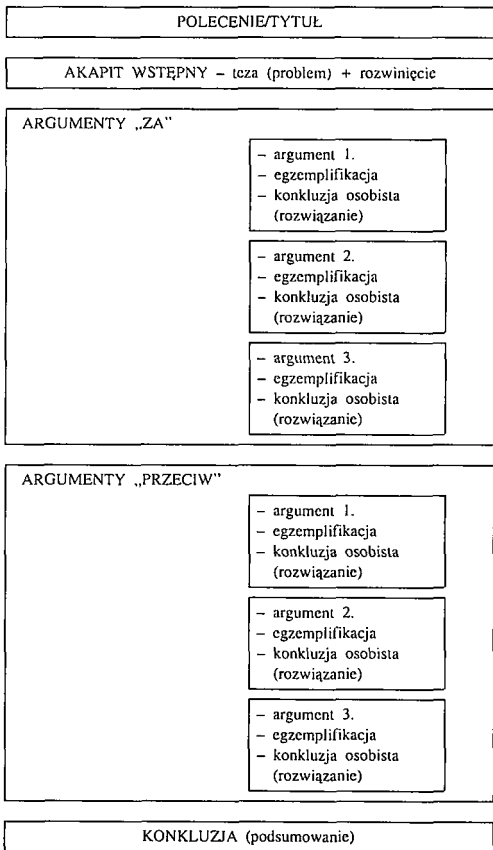 POLECENIE/TYTUŁ
AKAPIT WSTĘPNY – teza (problem) + rozwinięcie
ARGUMENTY „ZA”
– argument 1.
– egzemplifikacja
– konkluzja osobista
(rozwiązanie)
– argument 2.
– egzemplifikacja
– konkluzja osobista
(rozwiązanie)
– argument 3.
– egzemplifikacja
– konkluzja osobista
(rozwiązanie)
ARGUMENTY „PRZECIW”
– argument 1.
– egzemplifikacja
– konkluzja osobista
(rozwiązanie)
– argument 2.
– egzemplifikacja
– konkluzja osobista
(rozwiązanie)
– argument 3.
– egzemplifikacja
– konkluzja osobista
(rozwiązanie)
KONKLUZJA (podsumowanie)